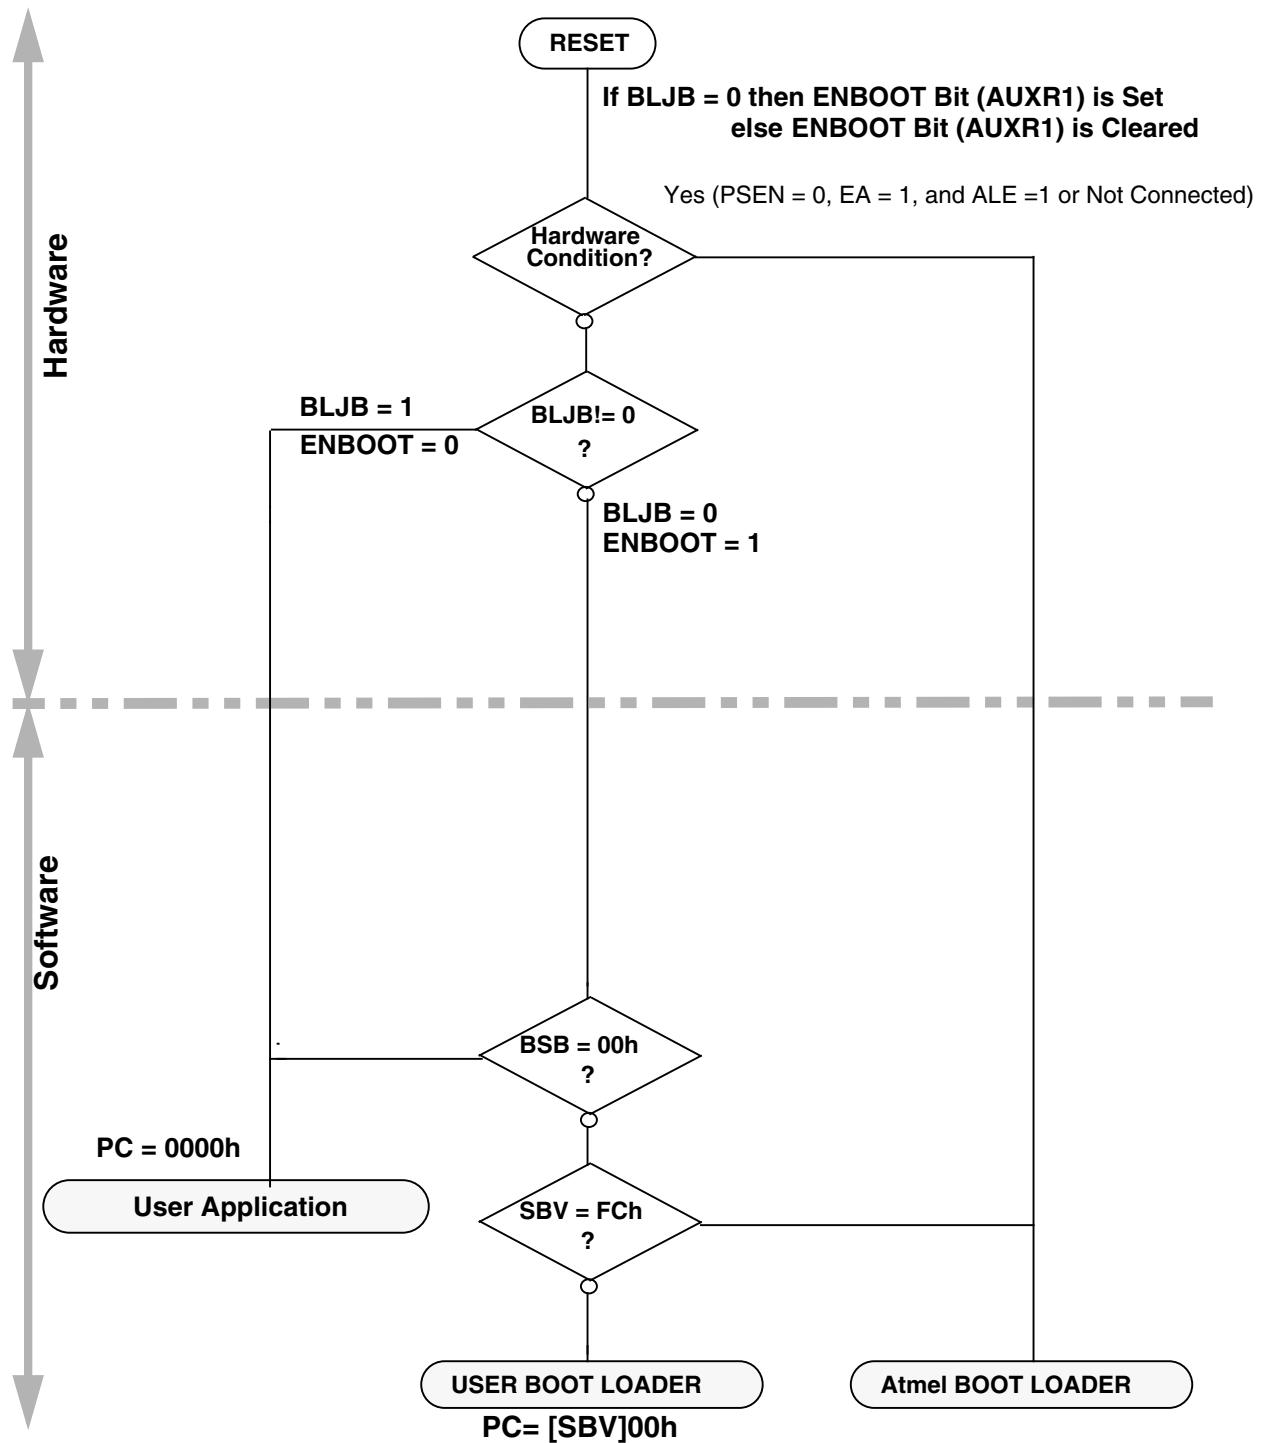 RESET
If BLJB = 0 then ENBOOT Bit (AUXR1) is Set
else ENBOOT Bit (AUXR1) is Cleared
Yes (PSEN = 0, EA = 1, and ALE =1 or Not Connected)
Hardware
Condition?
Hardware
BLJB = 1
ENBOOT = 0
BLJB!= 0
?
BLJB = 0
ENBOOT = 1
Software
BSB = 00h
?
PC = 0000h
User Application
SBV = FCh
?
USER BOOT LOADER
PC= [SBV]00h
Atmel BOOT LOADER